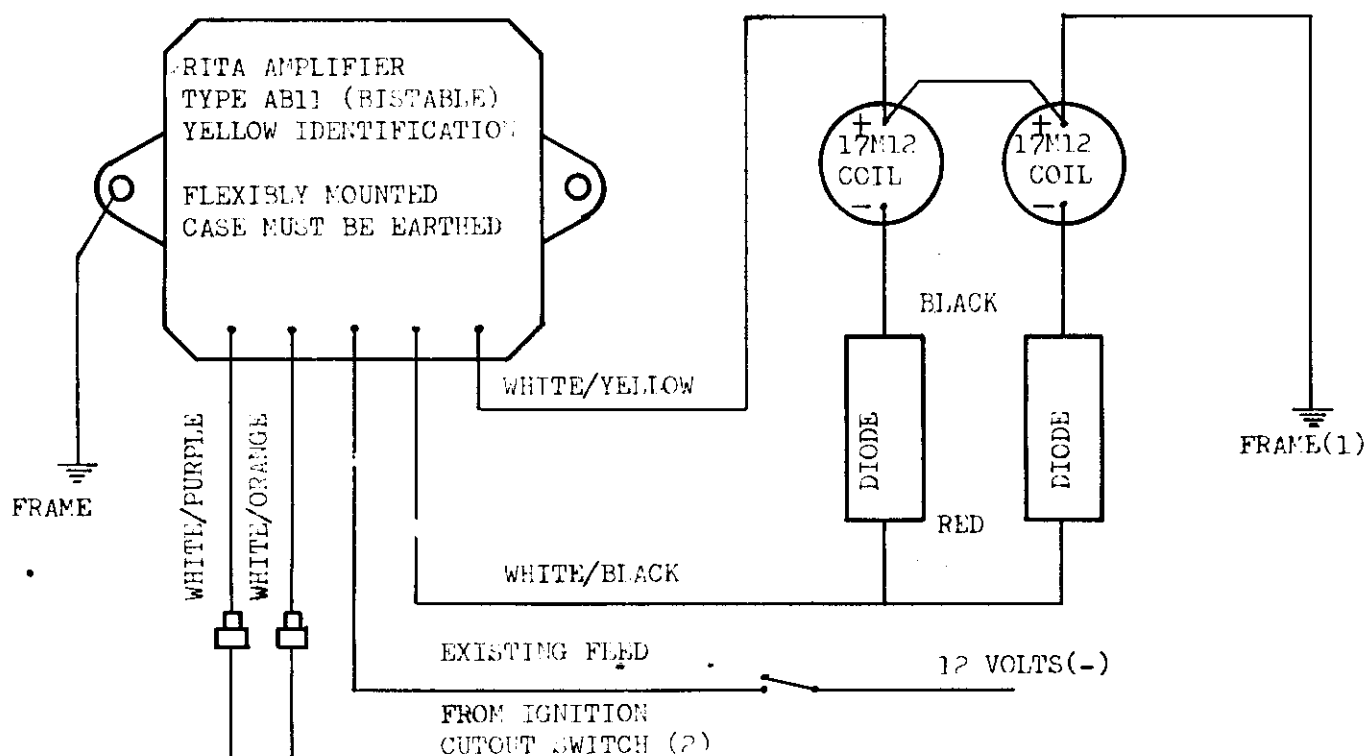 RITA AMPLIFIER
TYPE AB11 (BISTABLE)
YELLOW IDENTIFICATION
FLEXIBLY MOUNTED
CASE MUST BE EARTHED
+
17M12
COIL
-
+
17M12
COIL
-
BLACK
WHITE/YELLOW
DIODE
DIODE
FRAME(1)
FRAME
WHITE/PURPLE
WHITE/ORANGE
RED
WHITE/BLACK
EXISTING FEED
12 VOLTS(-)
FROM IGNITION
CUTOUT SWITCH (2)